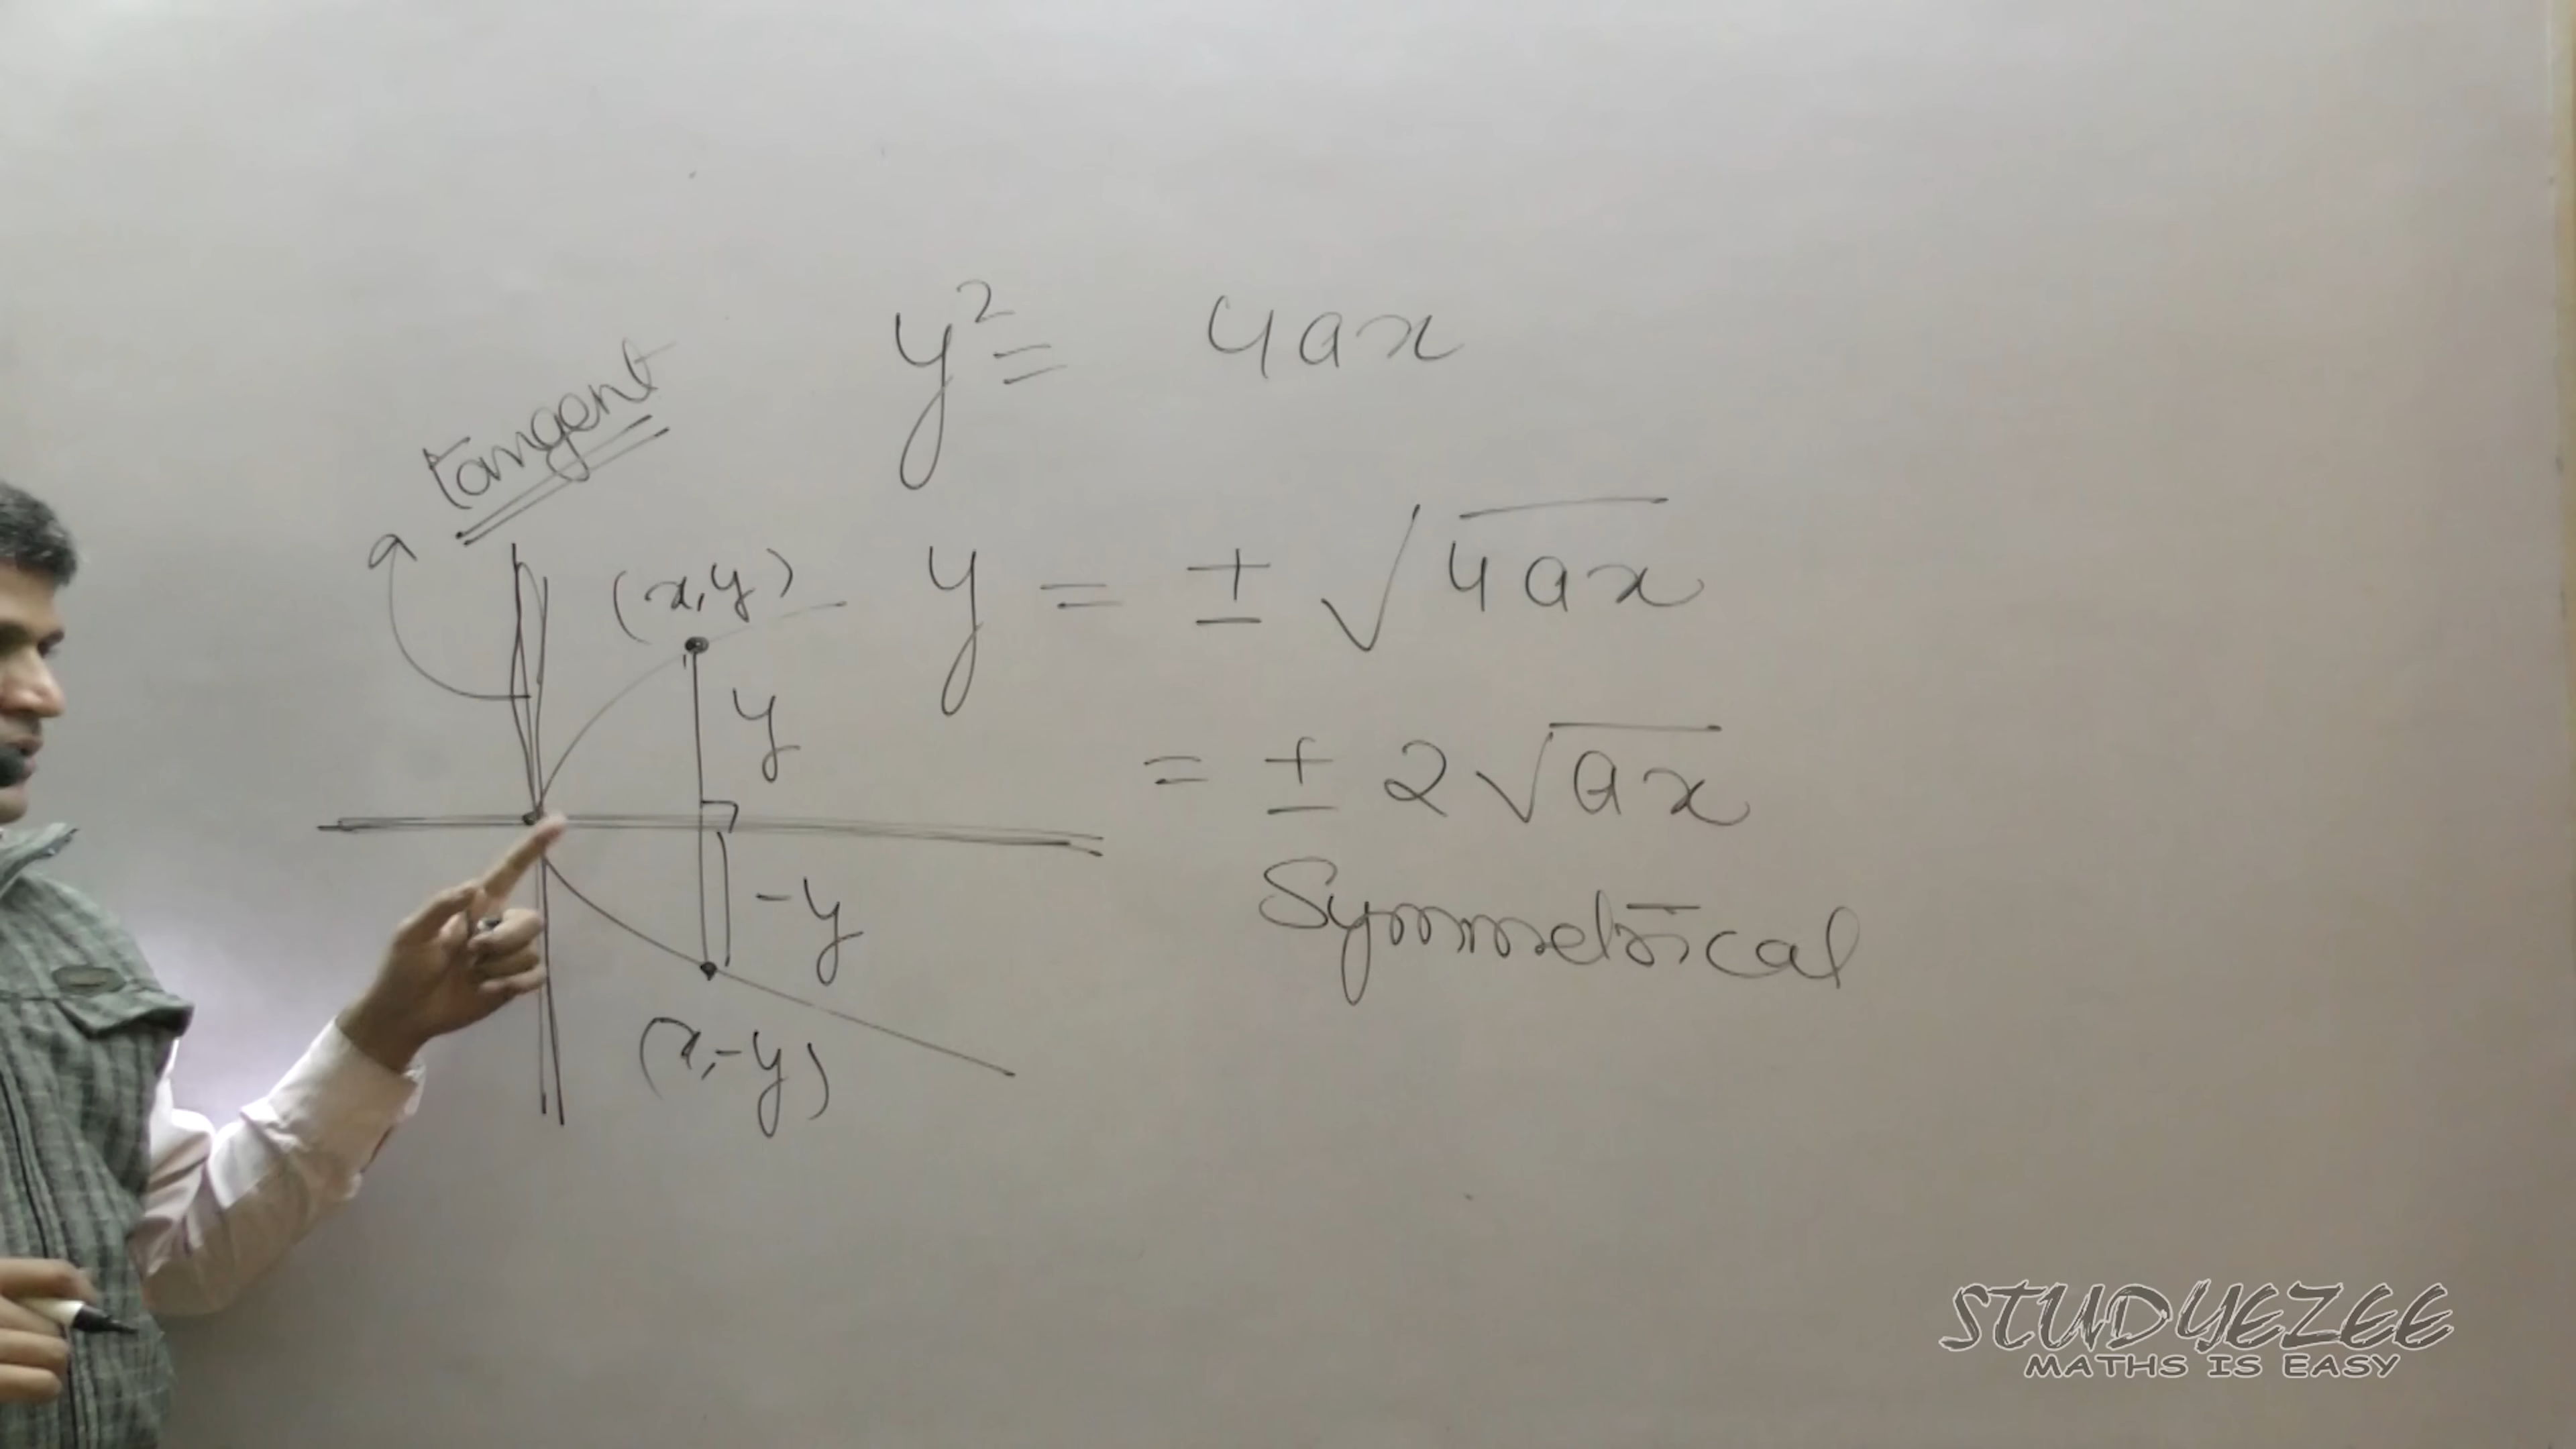 y² = 4ax
tangent
(x,y)
y = ± √4ax
y
= ± 2√ax
-y
Symmetrical
(x,-y)
STUDYEZEE
MATHS IS EASY